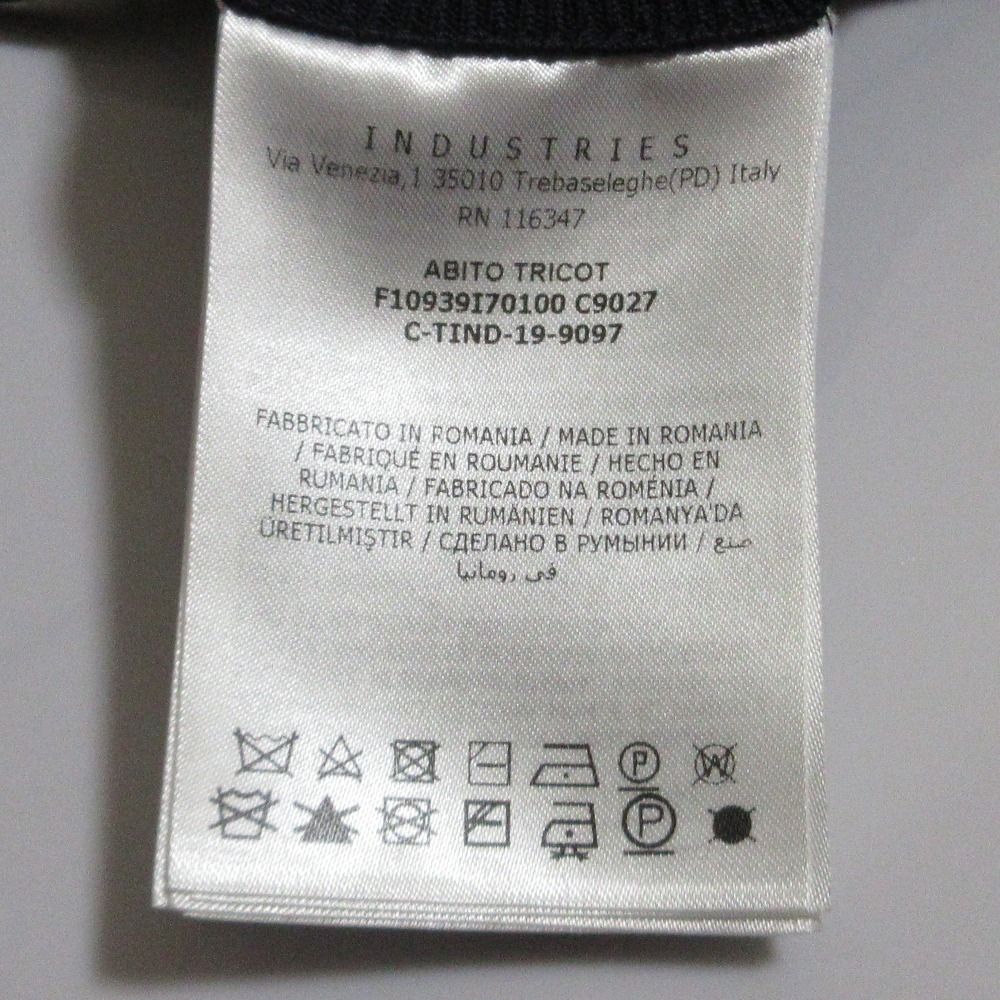 INDUSTRIES
Via Venezia,1 35010 Trebaseleghe(PD) Italy
RN 116347
ABITO TRICOT
F10939I70100 C9027
C-TIND-19-9097
FABBRICATO IN ROMANIA / MADE IN ROMANIA
/ FABRIQUÉ EN ROUMANIE / HECHO EN
RUMANIA / FABRICADO NA ROMÉNIA /
HERGESTELLT IN RUMÄNIEN / ROMANYA'DA
ÜRETILMIŞTIR / СДЕЛАНО В РУМЫНИИ / صنع
في رومانيا
P W
P